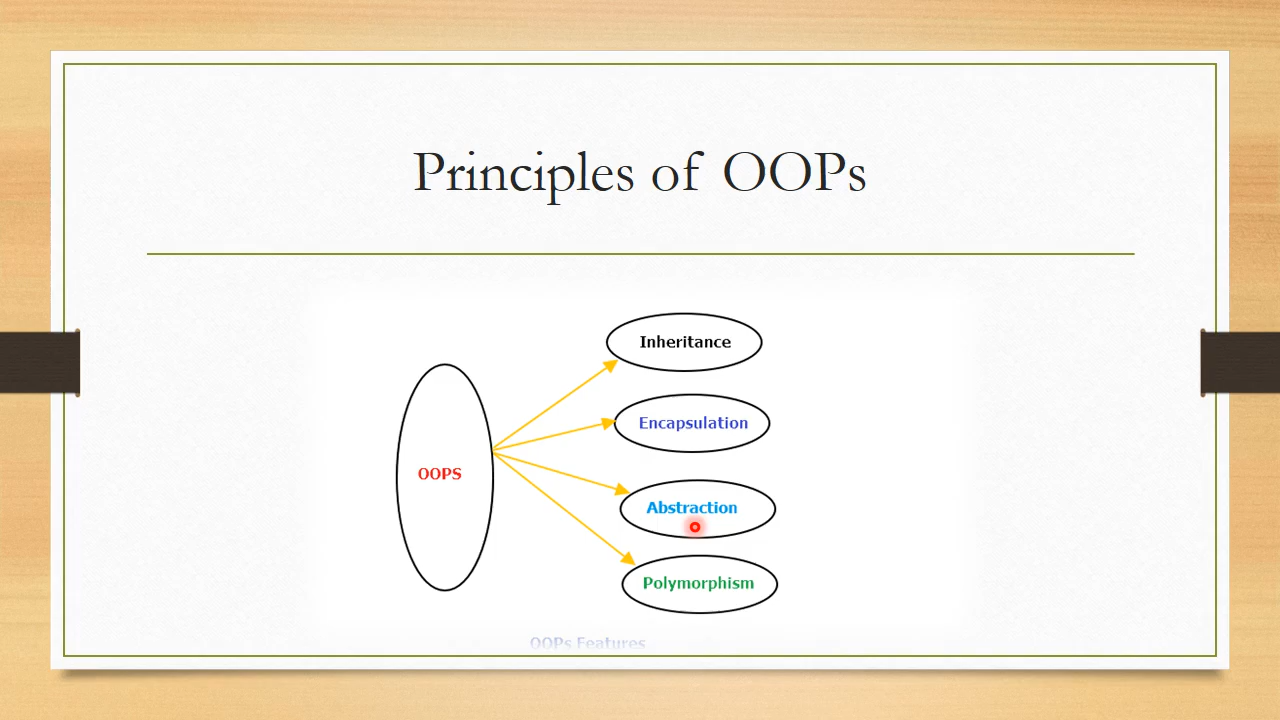 Principles of OOPs
Inheritance
Encapsulation
OOPS
Abstraction
Polymorphism
OOPs Features